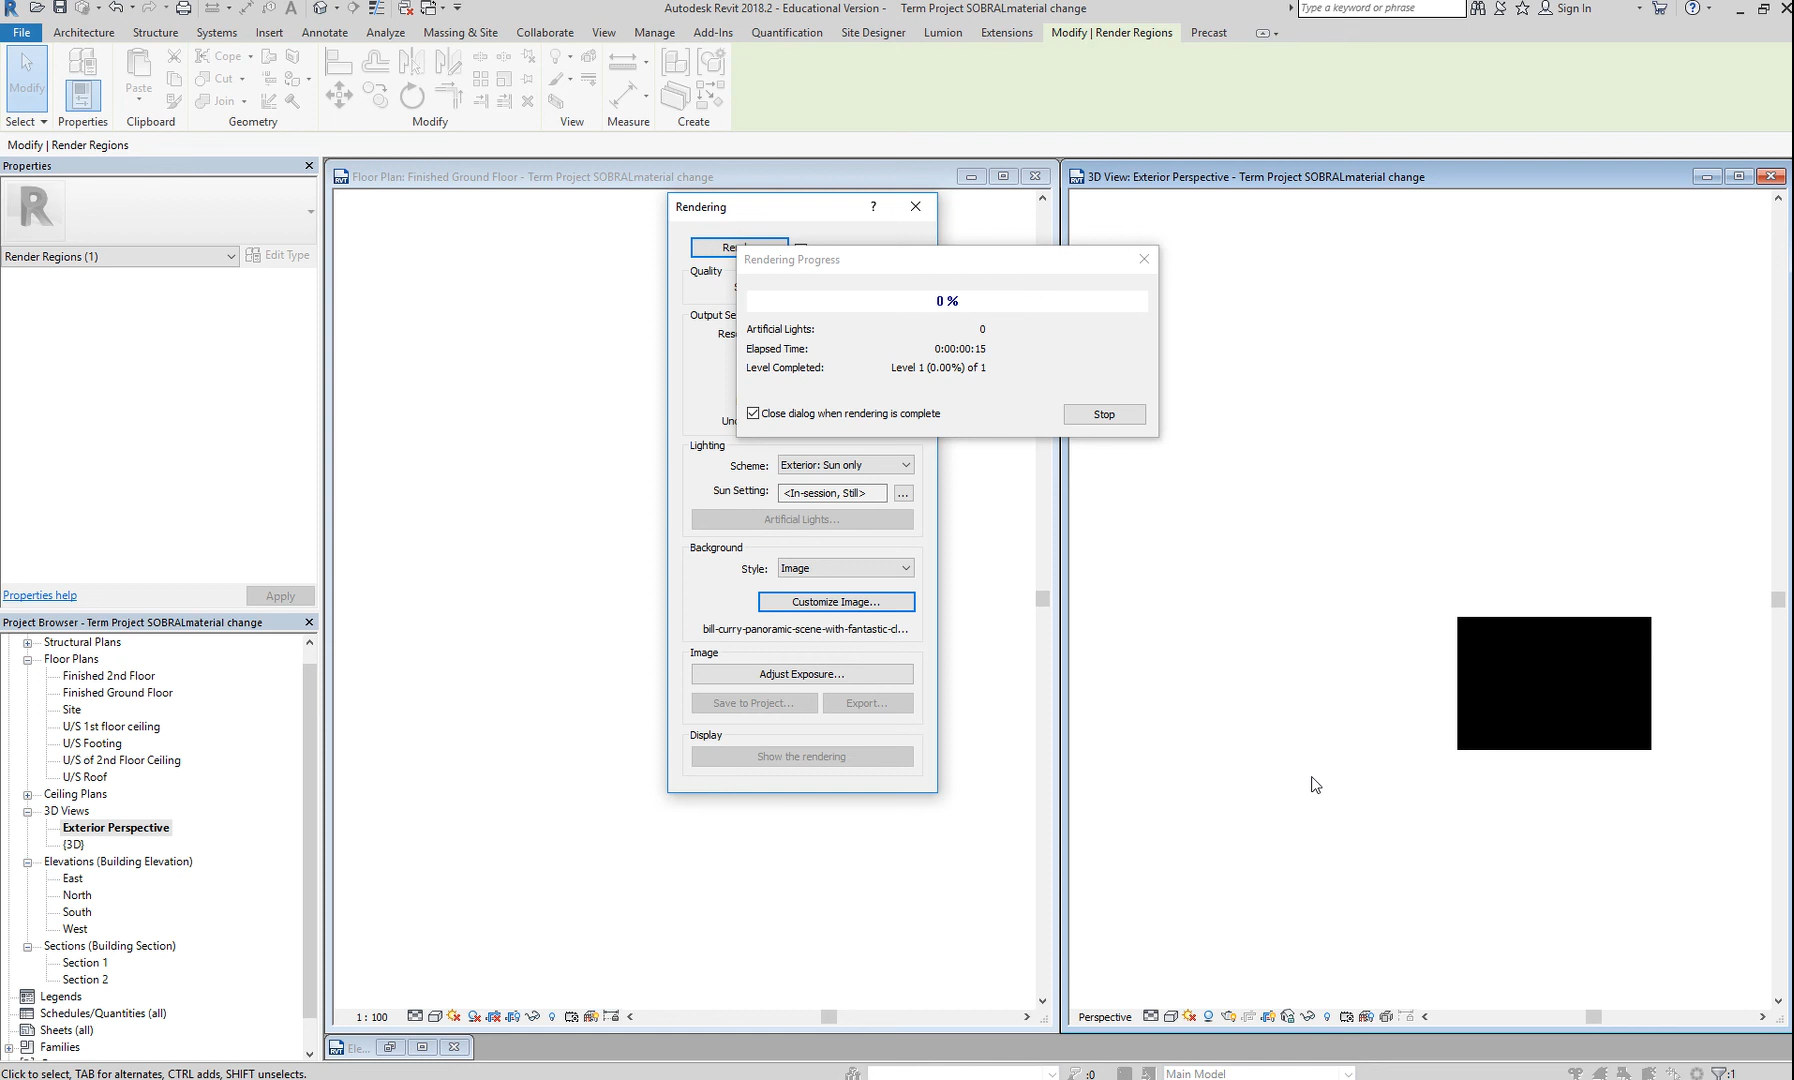 Autodesk Revit 2018.2 - Educational Version - Term Project SOBRALmaterial change
Type a keyword or phrase
Sign In
File Architecture Structure Systems Insert Annotate Analyze Massing & Site Collaborate View Manage Add-Ins Quantification Site Designer Lumion Extensions Modify | Render Regions Precast
Modify
Paste
Cope
Cut
Join
Select Properties Clipboard Geometry Modify View Measure Create
Modify | Render Regions
Properties
R
Render Regions (1)
Edit Type
Properties help
Apply
Project Browser - Term Project SOBRALmaterial change
Structural Plans
Floor Plans
Finished 2nd Floor
Finished Ground Floor
Site
U/S 1st floor ceiling
U/S Footing
U/S of 2nd Floor Ceiling
U/S Roof
Ceiling Plans
3D Views
Exterior Perspective
{3D}
Elevations (Building Elevation)
East
North
South
West
Sections (Building Section)
Section 1
Section 2
Legends
Schedules/Quantities (all)
Sheets (all)
Families
Floor Plan: Finished Ground Floor - Term Project SOBRALmaterial change
3D View: Exterior Perspective - Term Project SOBRALmaterial change
Rendering
?
Quality
Output Se
Lighting
Scheme: Exterior: Sun only
Sun Setting: <In-session, Still> ...
Artificial Lights...
Background
Style: Image
Customize Image...
bill-curry-panoramic-scene-with-fantastic-cl...
Image
Adjust Exposure...
Save to Project... Export...
Display
Show the rendering
Rendering Progress
0 %
Artificial Lights: 0
Elapsed Time: 0:00:00:15
Level Completed: Level 1 (0.00%) of 1
Close dialog when rendering is complete
Stop
1 : 100
Perspective
Ele...
Click to select, TAB for alternates, CTRL adds, SHIFT unselects.
:0
Main Model
:1